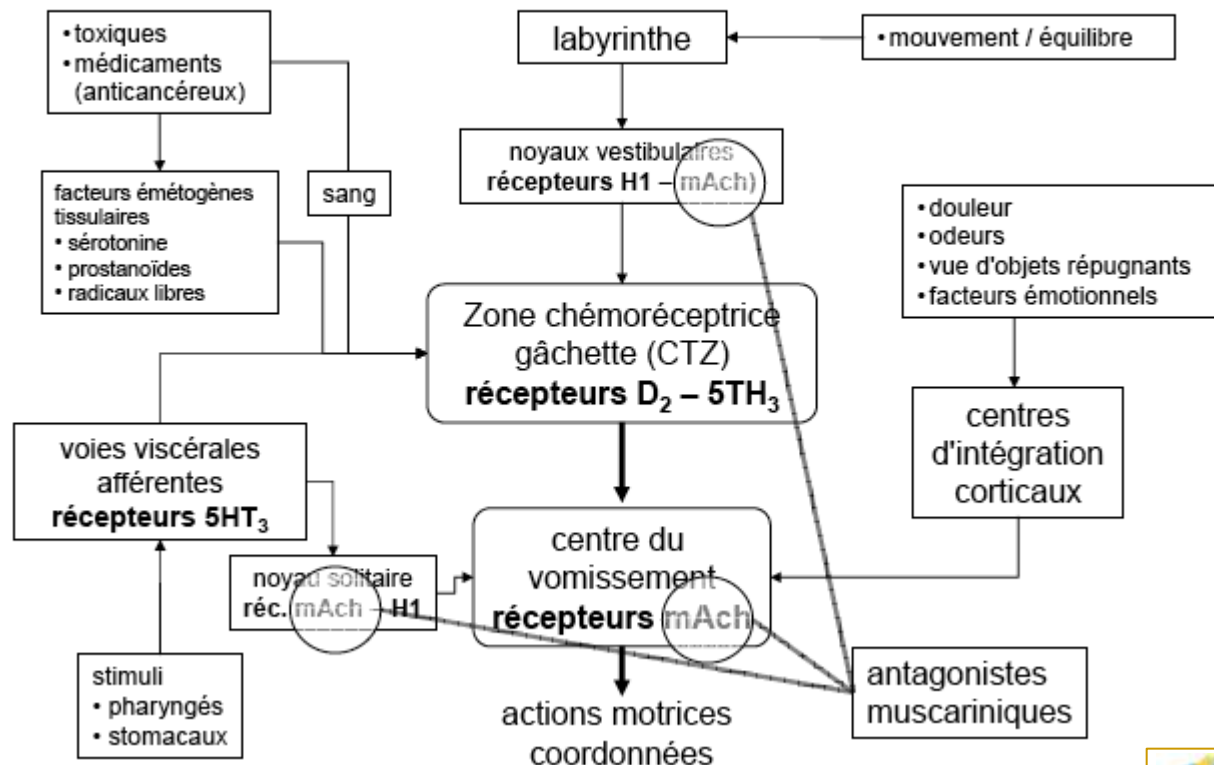 • toxiques
• médicaments
(anticancéreux)
labyrinthe
• mouvement / équilibre
noyaux vestibulaires
récepteurs H1 – mAch)
facteurs émétogènes
tissulaires
• sérotonine
• prostanoïdes
• radicaux libres
sang
• douleur
• odeurs
• vue d'objets répugnants
• facteurs émotionnels
Zone chémoréceptrice
gâchette (CTZ)
récepteurs D2 – 5TH3
voies viscérales
afférentes
récepteurs 5HT3
centres
d'intégration
corticaux
noyau solitaire
réc. mAch - H1
centre du
vomissement
récepteurs mAch
stimuli
• pharyngés
• stomacaux
antagonistes
muscariniques
actions motrices
coordonnées